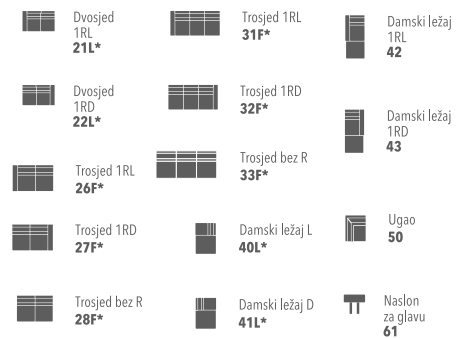 Dvosjed
1RL
21L*
Dvosjed
1RD
22L*
Trosjed 1RL
26F*
Trosjed 1RD
27F*
Trosjed bez R
28F*
Trosjed 1RL
31F*
Trosjed 1RD
32F*
Trosjed bez R
33F*
Damski ležaj L
40L*
Damski ležaj D
41L*
Damski ležaj
1RL
42
Damski ležaj
1RD
43
Ugao
50
Naslon
za glavu
61